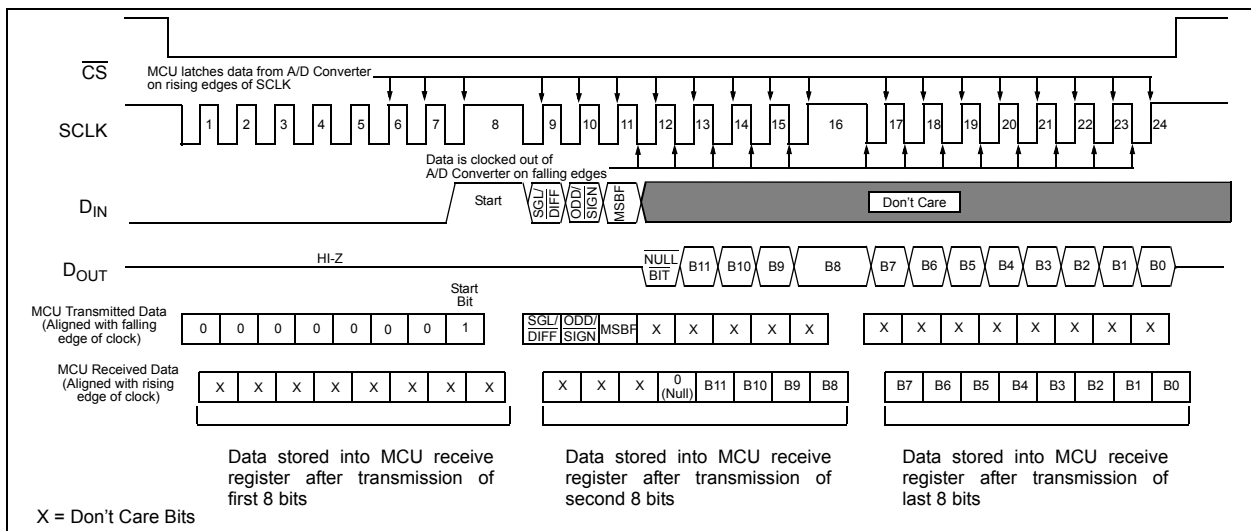 CS
MCU latches data from A/D Converter
on rising edges of SCLK
SCLK
1 2 3 4 5 6 7 8 9 10 11 12 13 14 15 16 17 18 19 20 21 22 23 24
Data is clocked out of
A/D Converter on falling edges
DIN
Start
SGL/
DIFF
ODD/
SIGN
MSBF
Don't Care
DOUT
HI-Z
NULL
BIT
B11 B10 B9 B8 B7 B6 B5 B4 B3 B2 B1 B0
Start
Bit
MCU Transmitted Data
(Aligned with falling
edge of clock)
0 0 0 0 0 0 0 1
SGL/
DIFF
ODD/
SIGN
MSBF X X X X X
X X X X X X X X
MCU Received Data
(Aligned with rising
edge of clock)
X X X X X X X X
X X X 0
(Null)
B11 B10 B9 B8
B7 B6 B5 B4 B3 B2 B1 B0
Data stored into MCU receive
register after transmission of
first 8 bits
Data stored into MCU receive
register after transmission of
second 8 bits
Data stored into MCU receive
register after transmission of
last 8 bits
X = Don't Care Bits